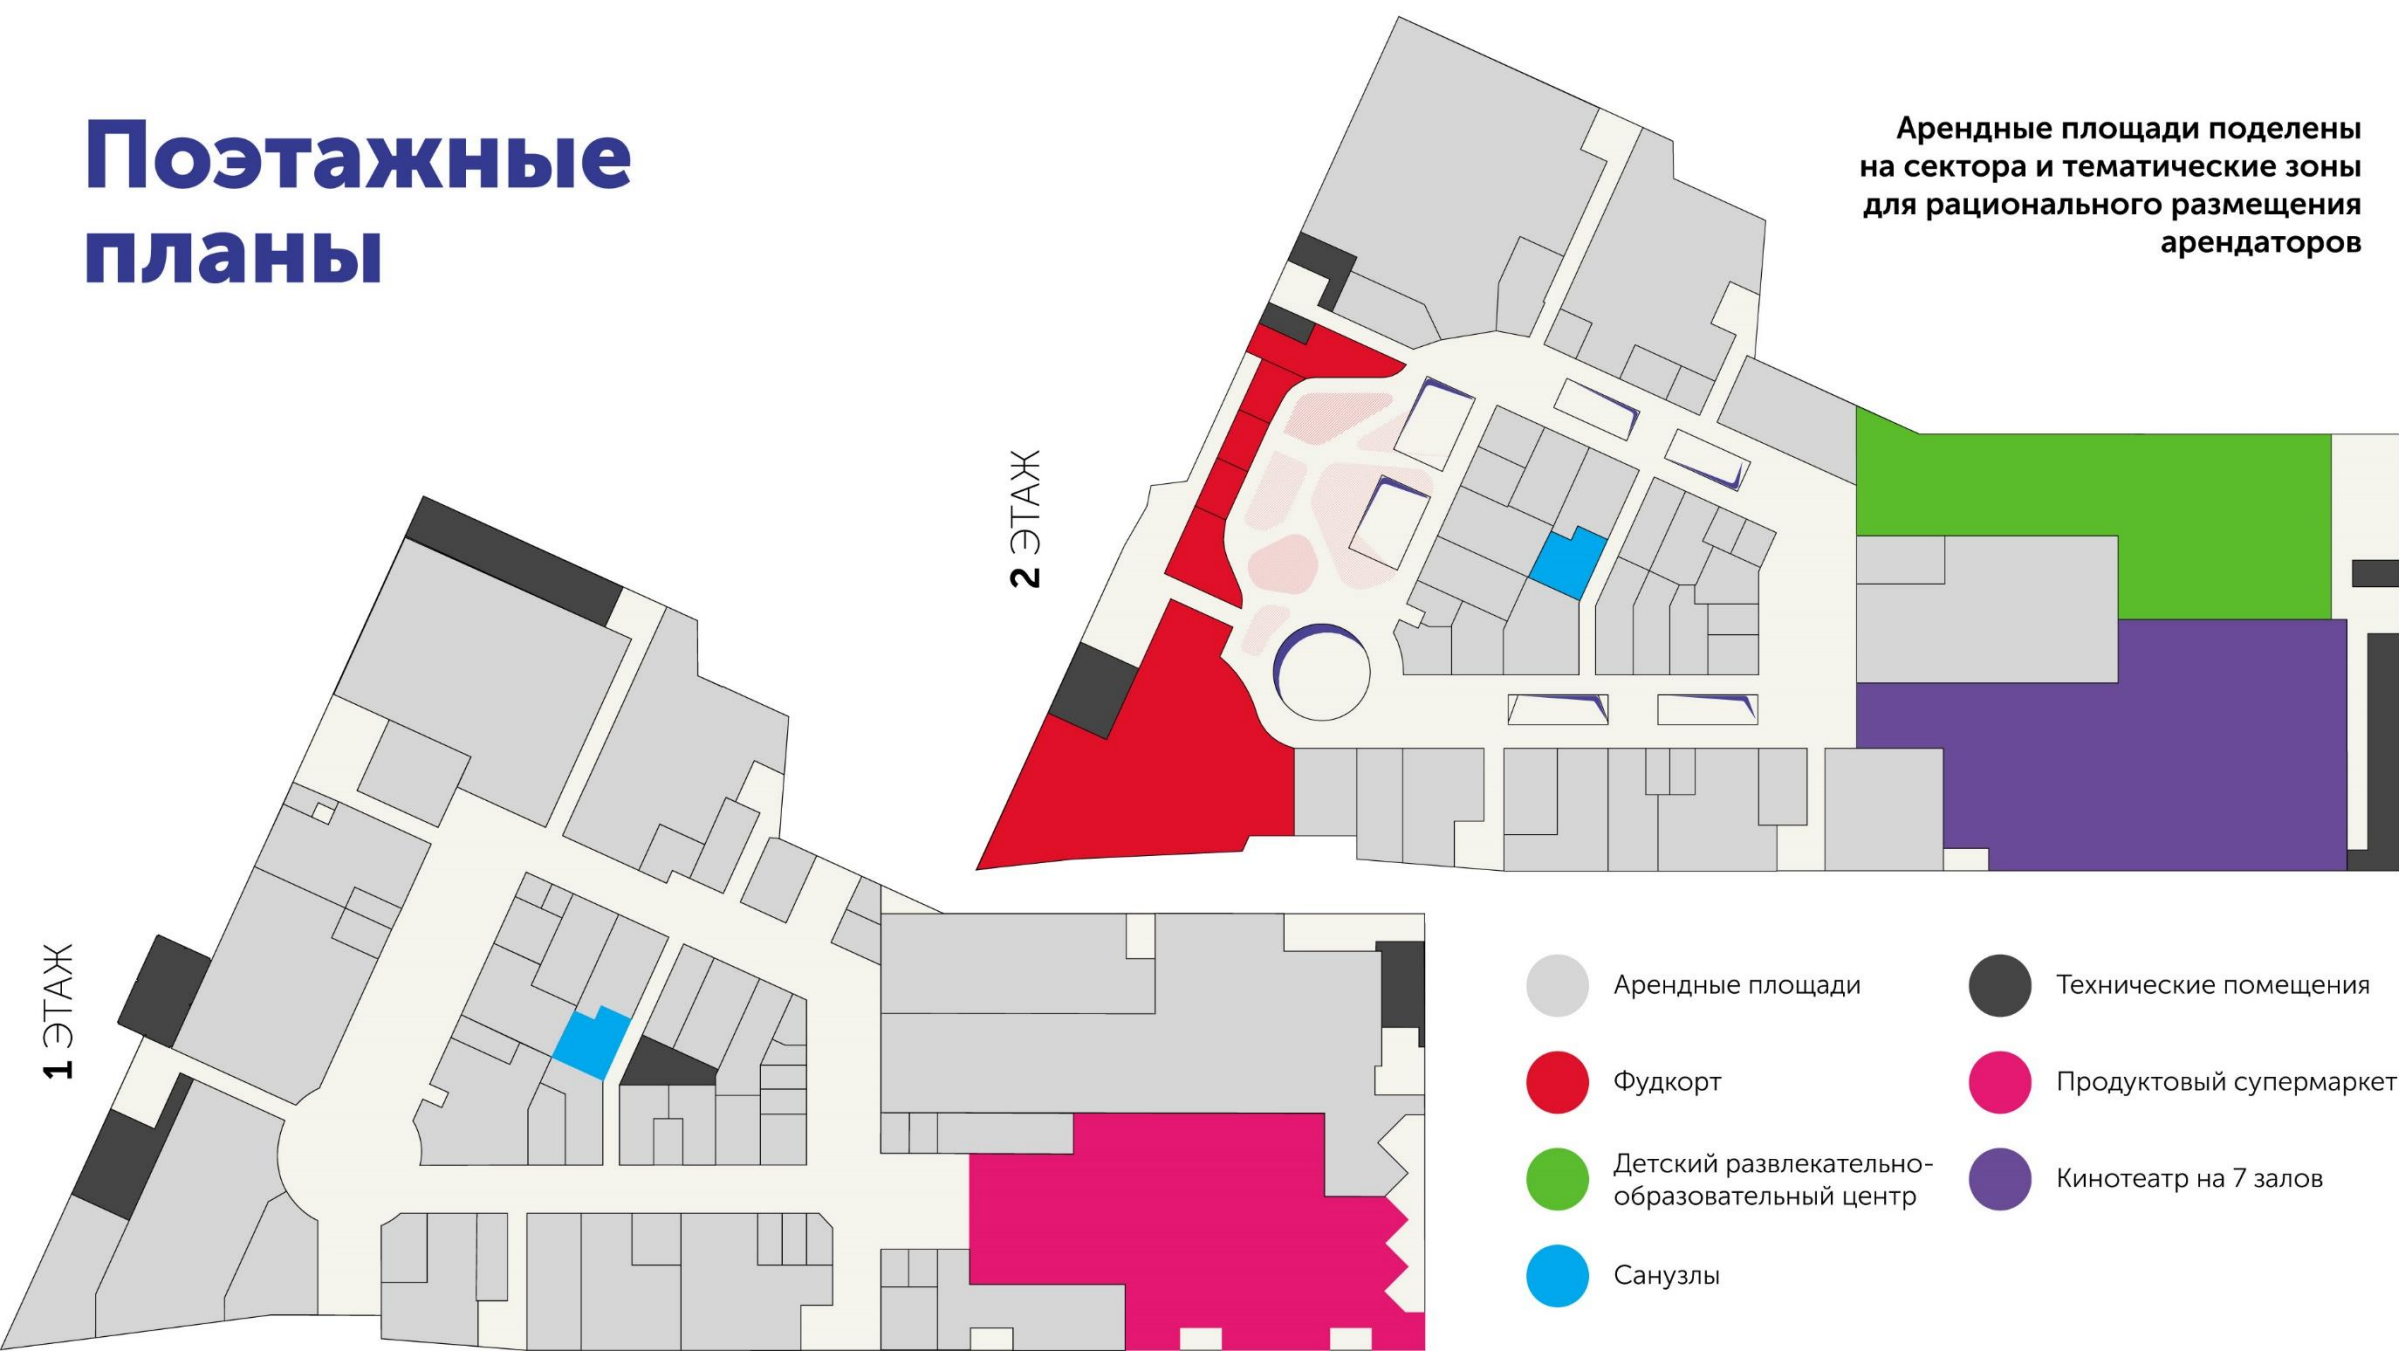 Поэтажные
планы
Арендные площади поделены
на сектора и тематические зоны
для рационального размещения
арендаторов
2 ЭТАЖ
1 ЭТАЖ
Арендные площади
Фудкорт
Детский развлекательно-
образовательный центр
Санузлы
Технические помещения
Продуктовый супермаркет
Кинотеатр на 7 залов